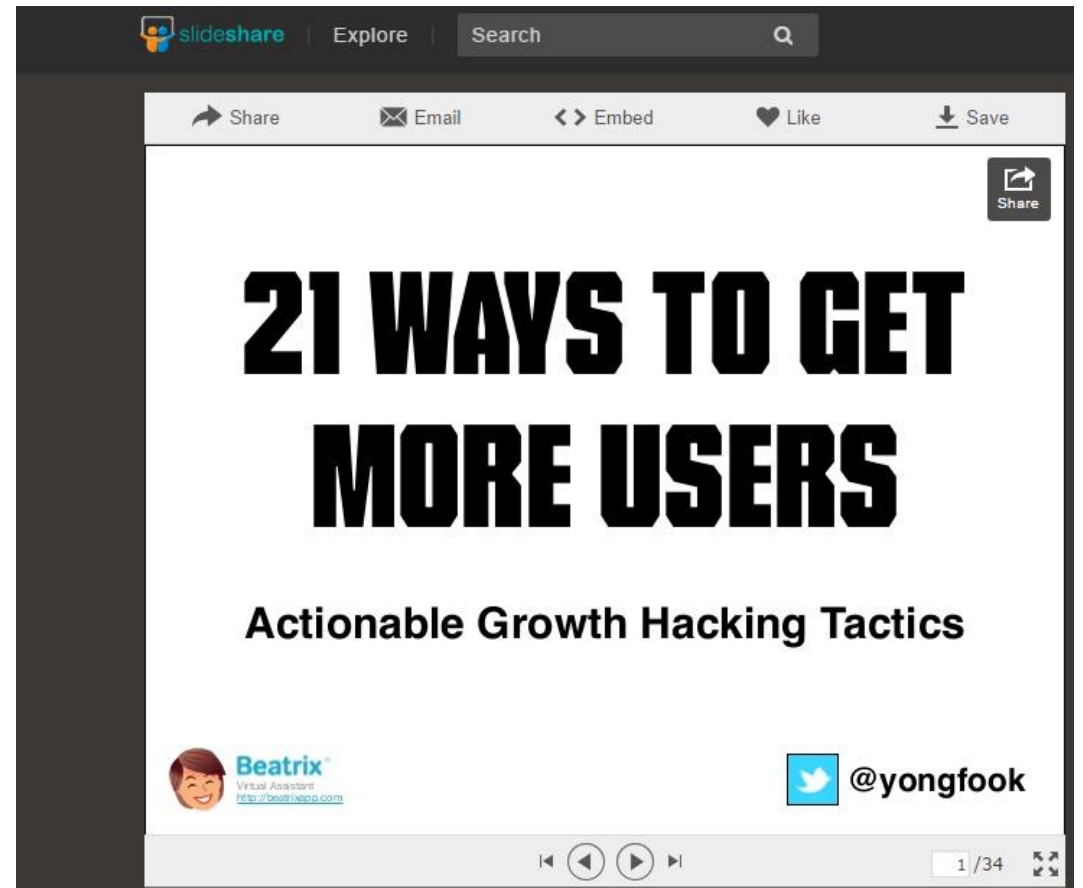 slideshare Explore Search
Share Email Embed Like Save
Share
21 WAYS TO GET
MORE USERS
Actionable Growth Hacking Tactics
Beatrix
Virtual Assistant
http://beatrixapp.com
@yongfook
1 /34